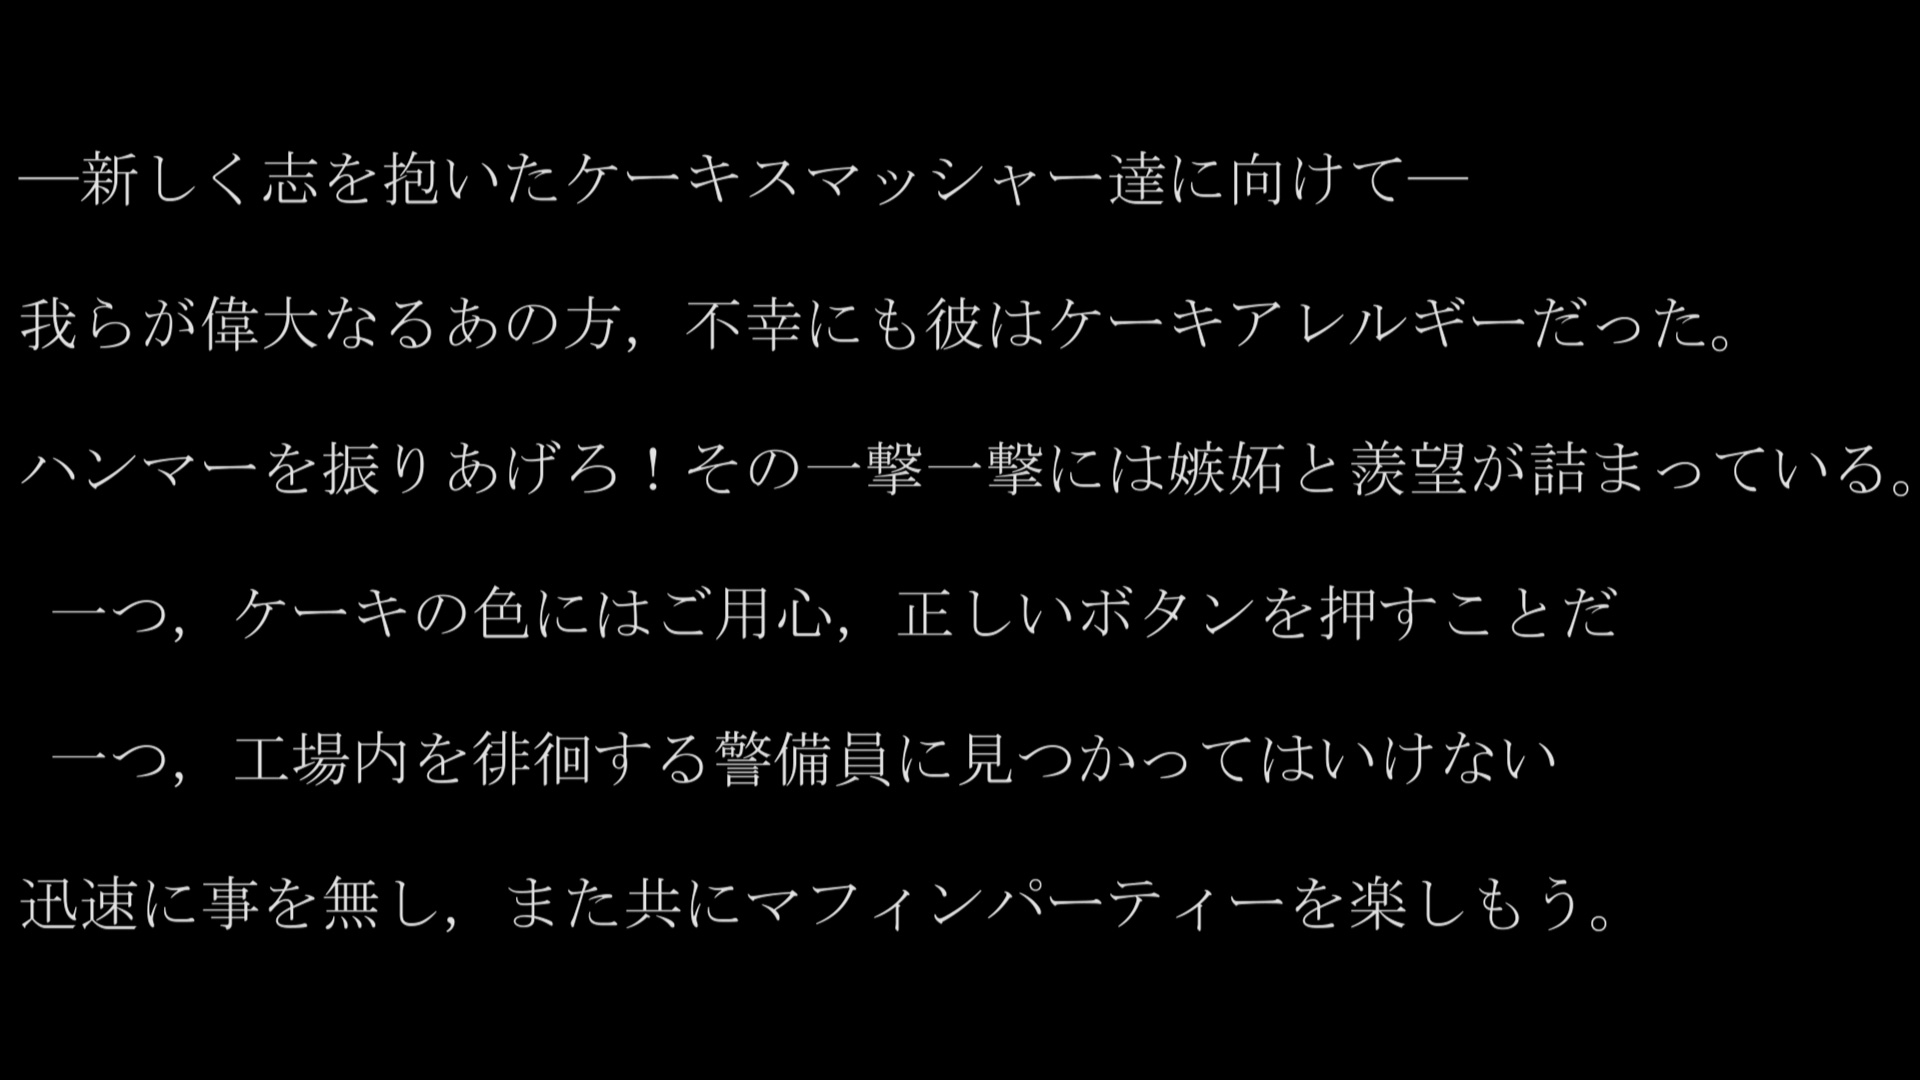 ―新しく志を抱いたケーキスマッシャー達に向けて―
我らが偉大なるあの方，不幸にも彼はケーキアレルギーだった。
ハンマーを振りあげろ！その一撃一撃には嫉妬と羨望が詰まっている。
一つ，ケーキの色にはご用心，正しいボタンを押すことだ
一つ，工場内を徘徊する警備員に見つかってはいけない
迅速に事を無し，また共にマフィンパーティーを楽しもう。